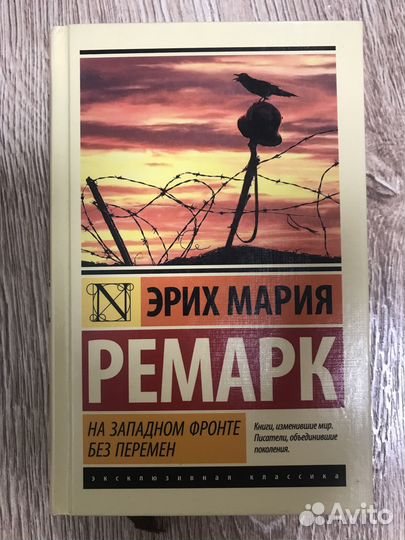 N
ЭРИХ МАРИЯ
РЕМАРК
НА ЗАПАДНОМ ФРОНТЕ
БЕЗ ПЕРЕМЕН
Книги, изменившие мир.
Писатели, объединившие
поколения.
эксклюзивная классика
Avito